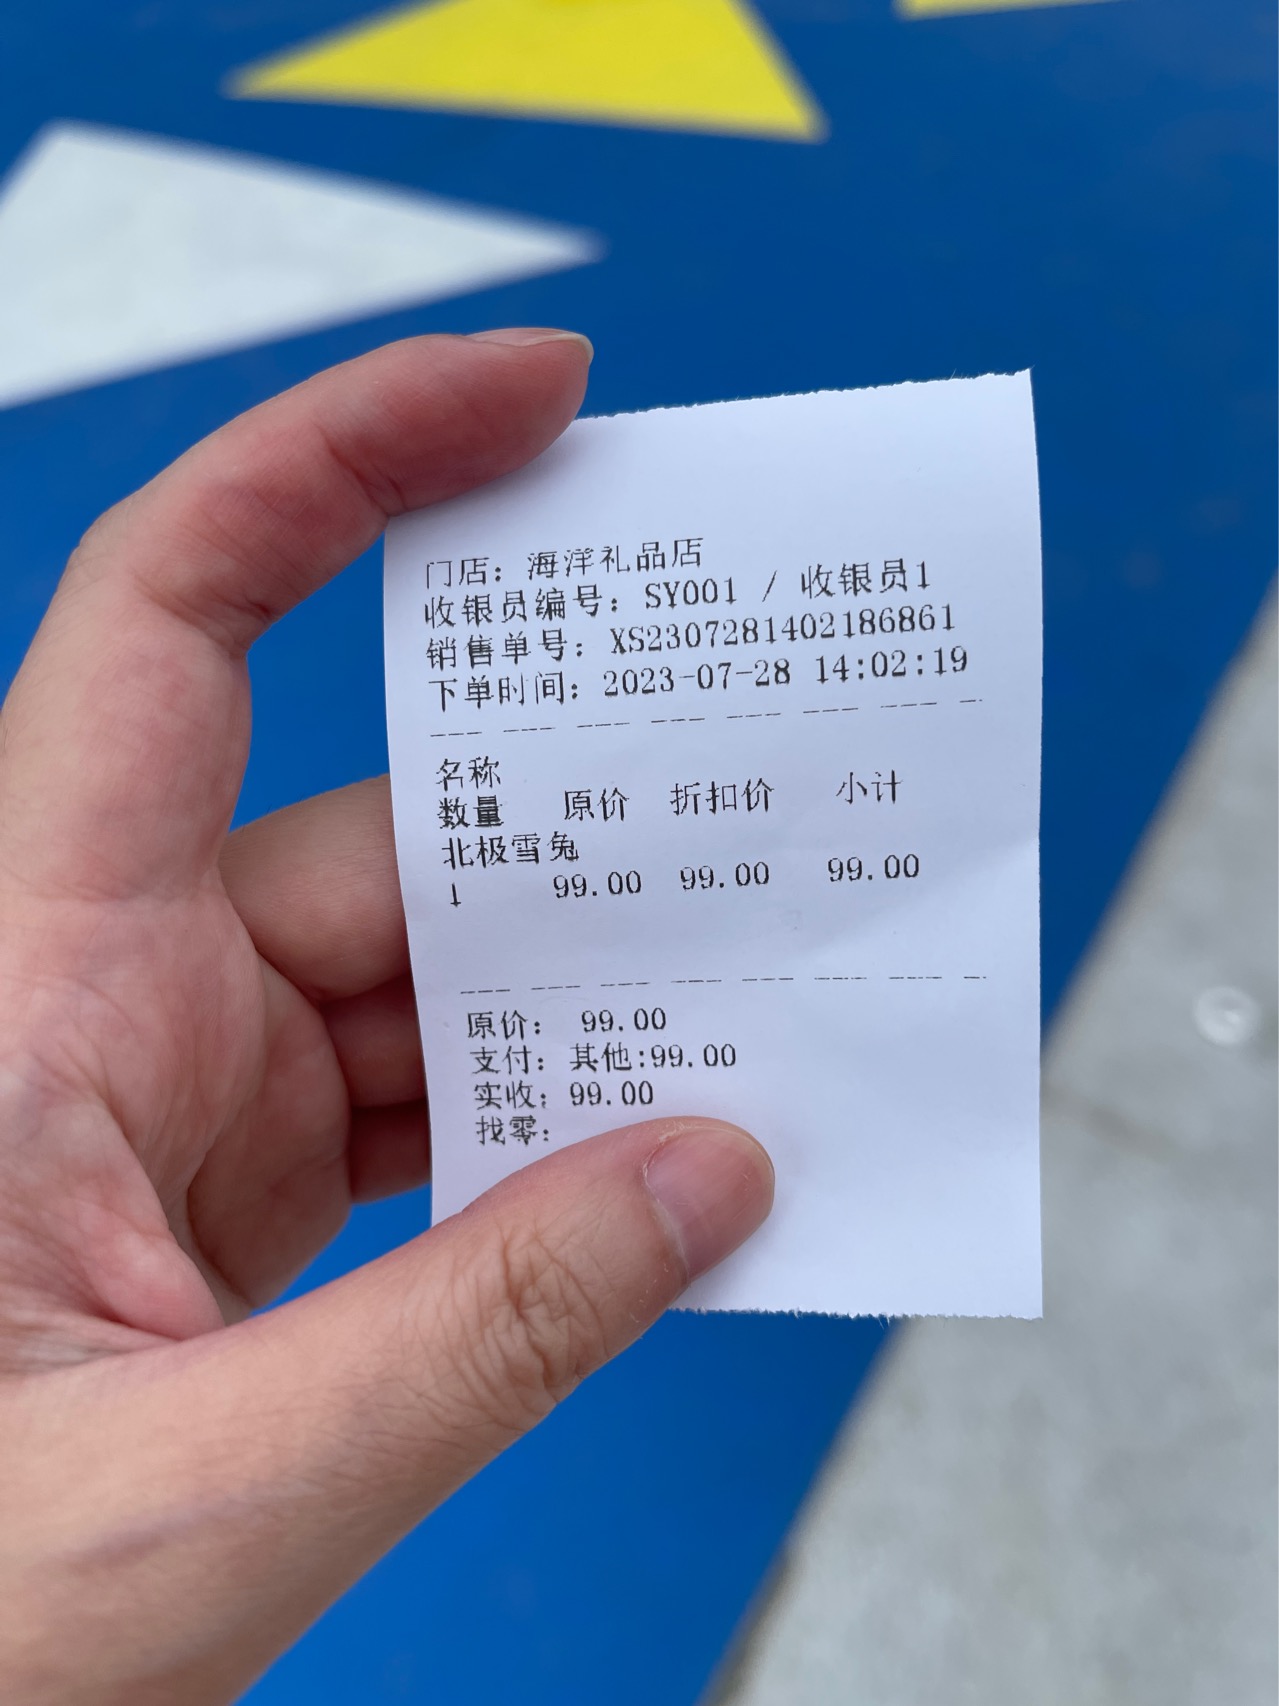 门店：海洋礼品店
收银员编号：SY001 / 收银员1
销售单号：XS2307281402186861
下单时间：2023-07-28 14:02:19
名称
数量 原价 折扣价 小计
北极雪兔
1 99.00 99.00 99.00
原价： 99.00
支付：其他:99.00
实收：99.00
找零：